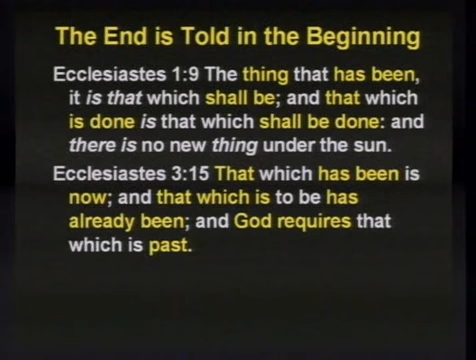 The End is Told in the Beginning
Ecclesiastes 1:9 The thing that has been,
it is that which shall be; and that which
is done is that which shall be done: and
there is no new thing under the sun.
Ecclesiastes 3:15 That which has been is
now; and that which is to be has
already been; and God requires that
which is past.